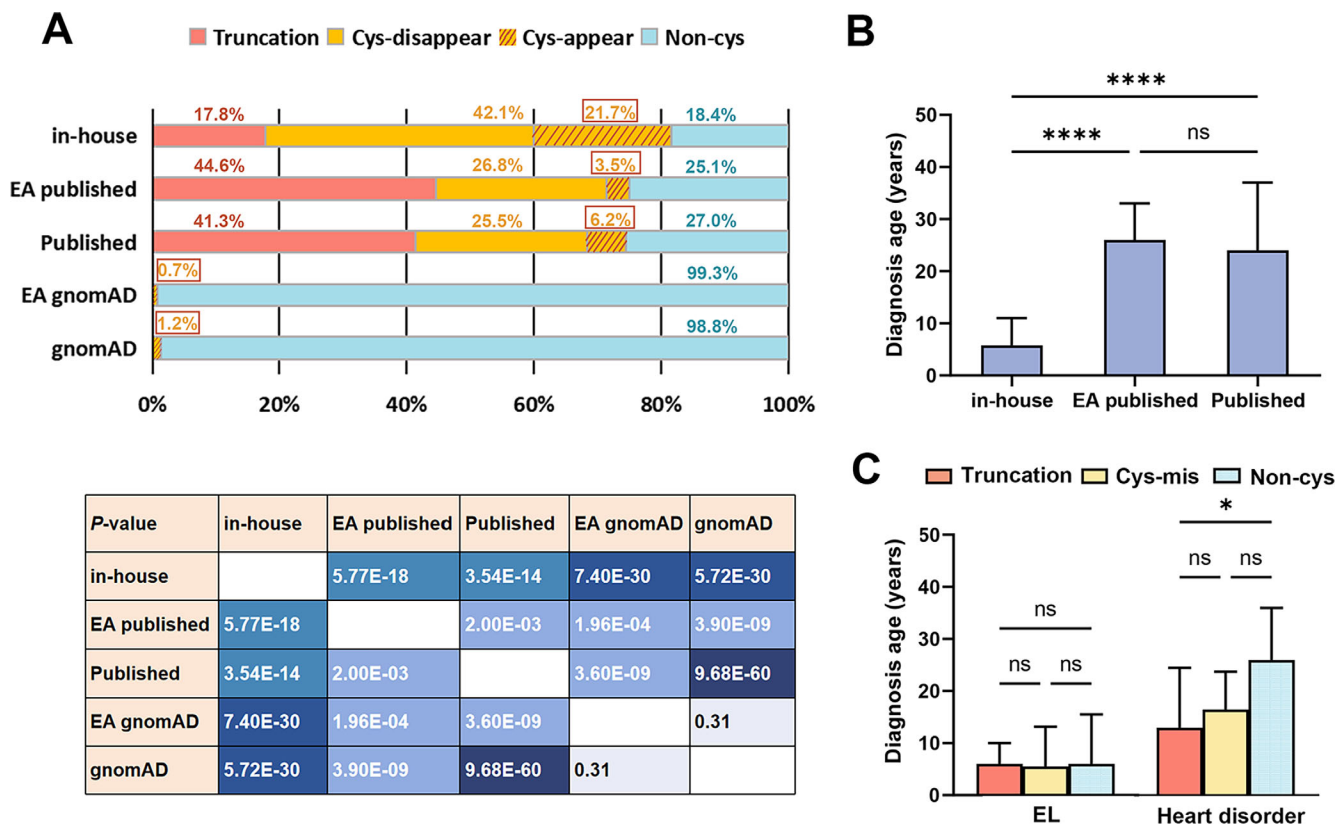 A
Truncation Cys-disappear Cys-appear Non-cys
17.8% 42.1% 21.7% 18.4%
in-house
44.6% 26.8% 3.5% 25.1%
EA published
41.3% 25.5% 6.2% 27.0%
Published
0.7% 99.3%
EA gnomAD
1.2% 98.8%
gnomAD
0% 20% 40% 60% 80% 100%
P-value in-house EA published Published EA gnomAD gnomAD
in-house 5.77E-18 3.54E-14 7.40E-30 5.72E-30
EA published 5.77E-18 2.00E-03 1.96E-04 3.90E-09
Published 3.54E-14 2.00E-03 3.60E-09 9.68E-60
EA gnomAD 7.40E-30 1.96E-04 3.60E-09 0.31
gnomAD 5.72E-30 3.90E-09 9.68E-60 0.31
B
****
**** ns
Diagnosis age (years)
50
40
30
20
10
0
in-house EA published Published
C
Truncation Cys-mis Non-cys
*
ns ns
ns
ns ns
Diagnosis age (years)
50
40
30
20
10
0
EL Heart disorder